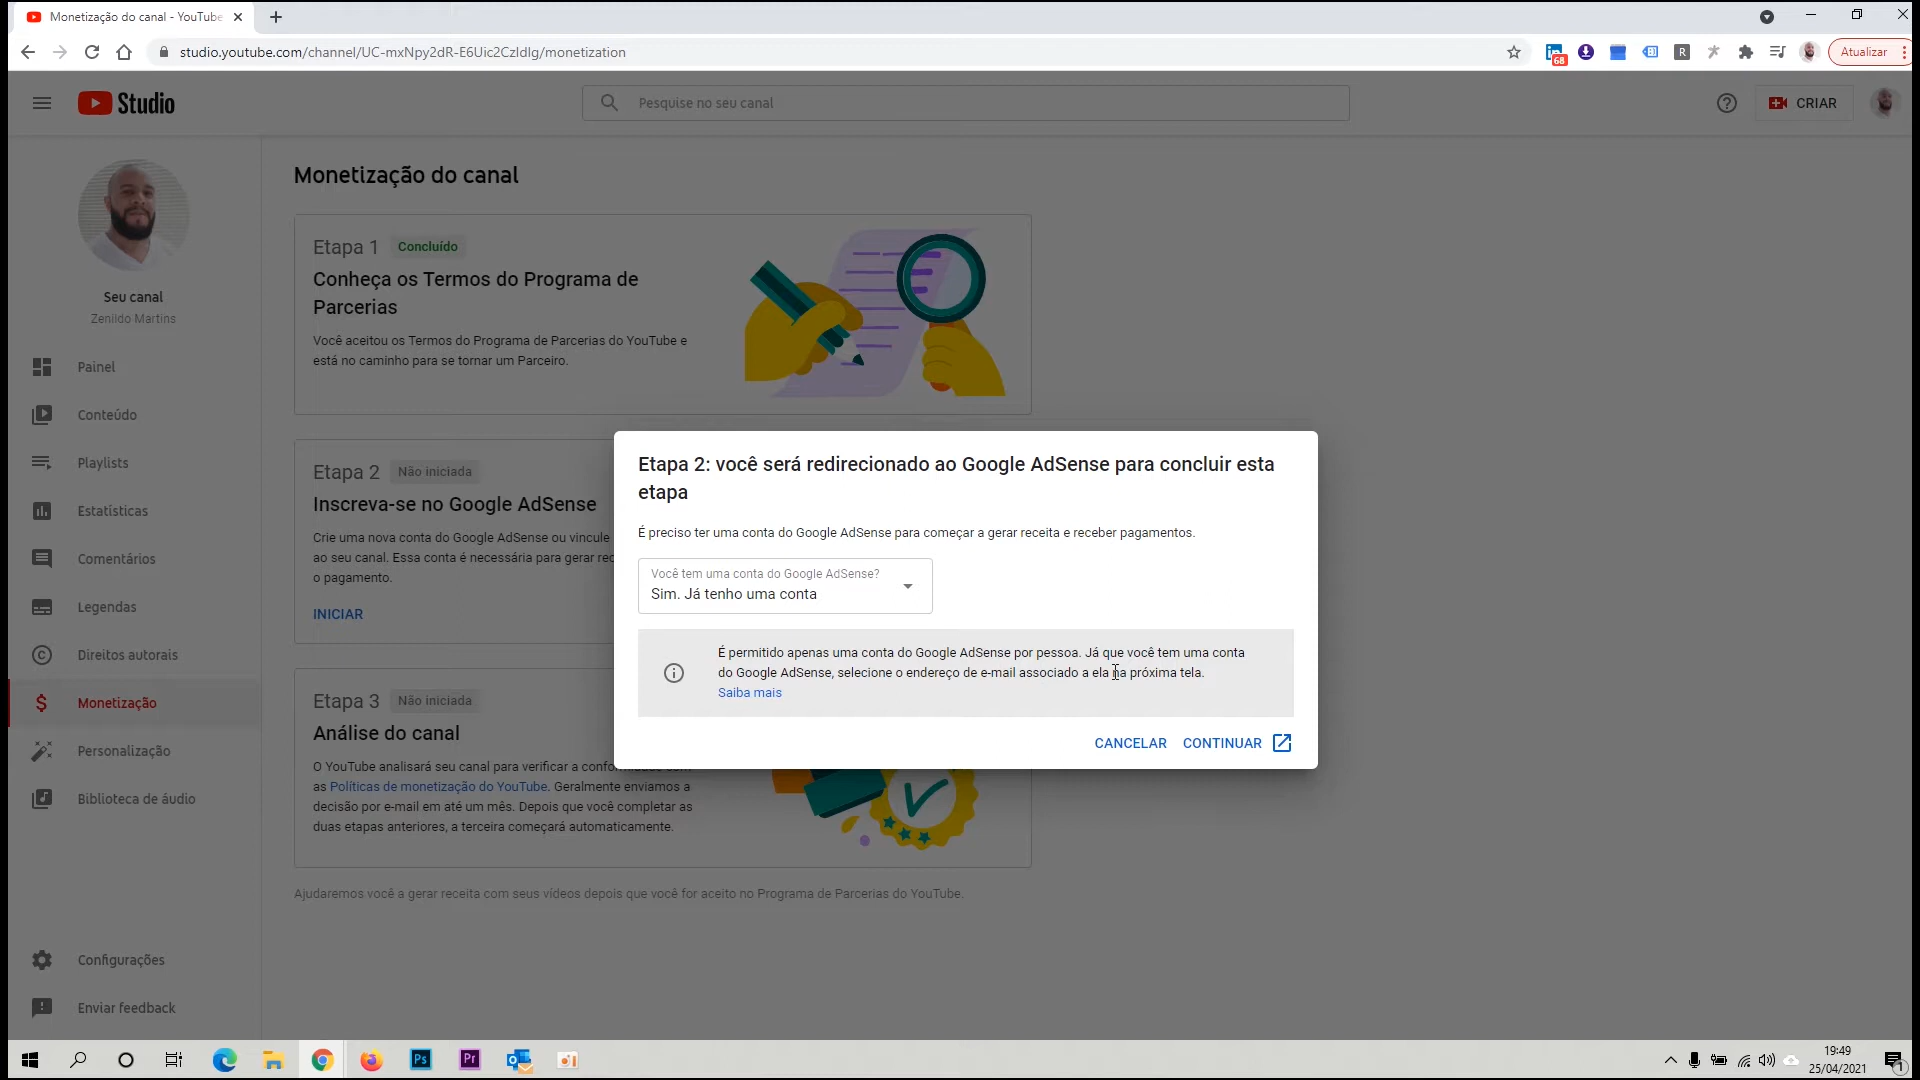 Monetização do canal - YouTube
studio.youtube.com/channel/UC-mxNpy2dR-E6Uic2CzIdIg/monetization
68
R
Atualizar
Studio
Pesquise no seu canal
CRIAR
Seu canal
Zenildo Martins
Painel
Conteúdo
Playlists
Estatísticas
Comentários
Legendas
Direitos autorais
Monetização
Personalização
Biblioteca de áudio
Configurações
Enviar feedback
Monetização do canal
Etapa 1 Concluído
Conheça os Termos do Programa de
Parcerias
Você aceitou os Termos do Programa de Parcerias do YouTube e
está no caminho para se tornar um Parceiro.
Etapa 2 Não iniciada
Inscreva-se no Google AdSense
Crie uma nova conta do Google AdSense ou vincule
ao seu canal. Essa conta é necessária para gerar
o pagamento.
INICIAR
Etapa 3 Não iniciada
Análise do canal
O YouTube analisará seu canal para verificar a
as Políticas de monetização do YouTube. Geralmente enviamos a
decisão por e-mail em até um mês. Depois que você completar as
duas etapas anteriores, a terceira começará automaticamente.
Ajudaremos você a gerar receita com seus vídeos depois que você for aceito no Programa de Parcerias do YouTube.
Etapa 2: você será redirecionado ao Google AdSense para concluir esta
etapa
É preciso ter uma conta do Google AdSense para começar a gerar receita e receber pagamentos.
Você tem uma conta do Google AdSense?
Sim. Já tenho uma conta
É permitido apenas uma conta do Google AdSense por pessoa. Já que você tem uma conta
do Google AdSense, selecione o endereço de e-mail associado a ela na próxima tela.
Saiba mais
CANCELAR CONTINUAR
Ps
Pr
19:49
25/04/2021
1